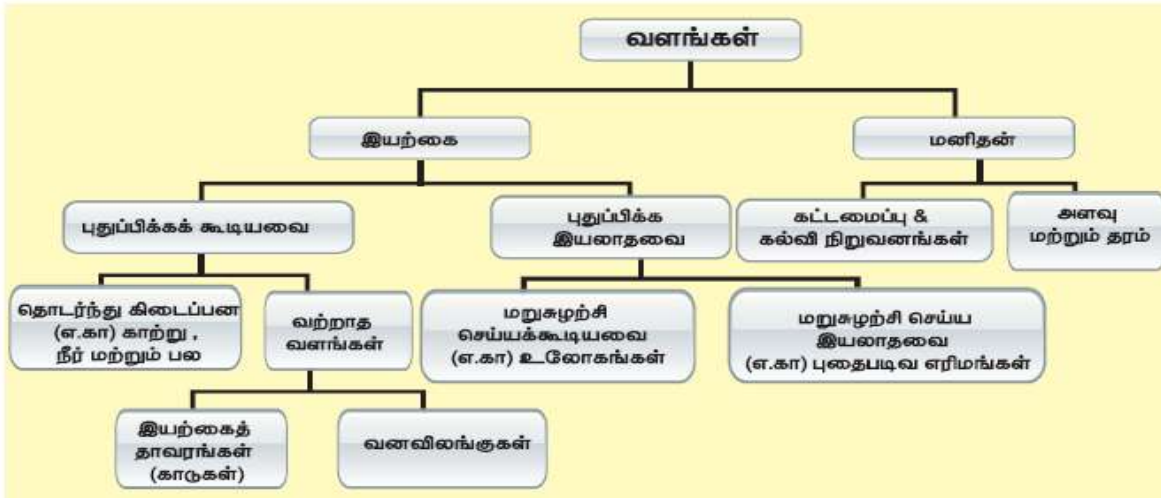 வளங்கள்
இயற்கை
மனிதன்
புதுப்பிக்கக் கூடியவை
புதுப்பிக்க
இயலாதவை
கட்டமைப்பு &
கல்வி நிறுவனங்கள்
அளவு
மற்றும் தரம்
தொடர்ந்து கிடைப்பன
(எ.கா) காற்று ,
நீர் மற்றும் பல
வற்றாத
வளங்கள்
மறுசுழற்சி
செய்யக்கூடியவை
(எ.கா) உலோகங்கள்
மறுசுழற்சி செய்ய
இயலாதவை
(எ.கா) புதைபடிவ எரிமங்கள்
இயற்கைத்
தாவரங்கள்
(காடுகள்)
வனவிலங்குகள்